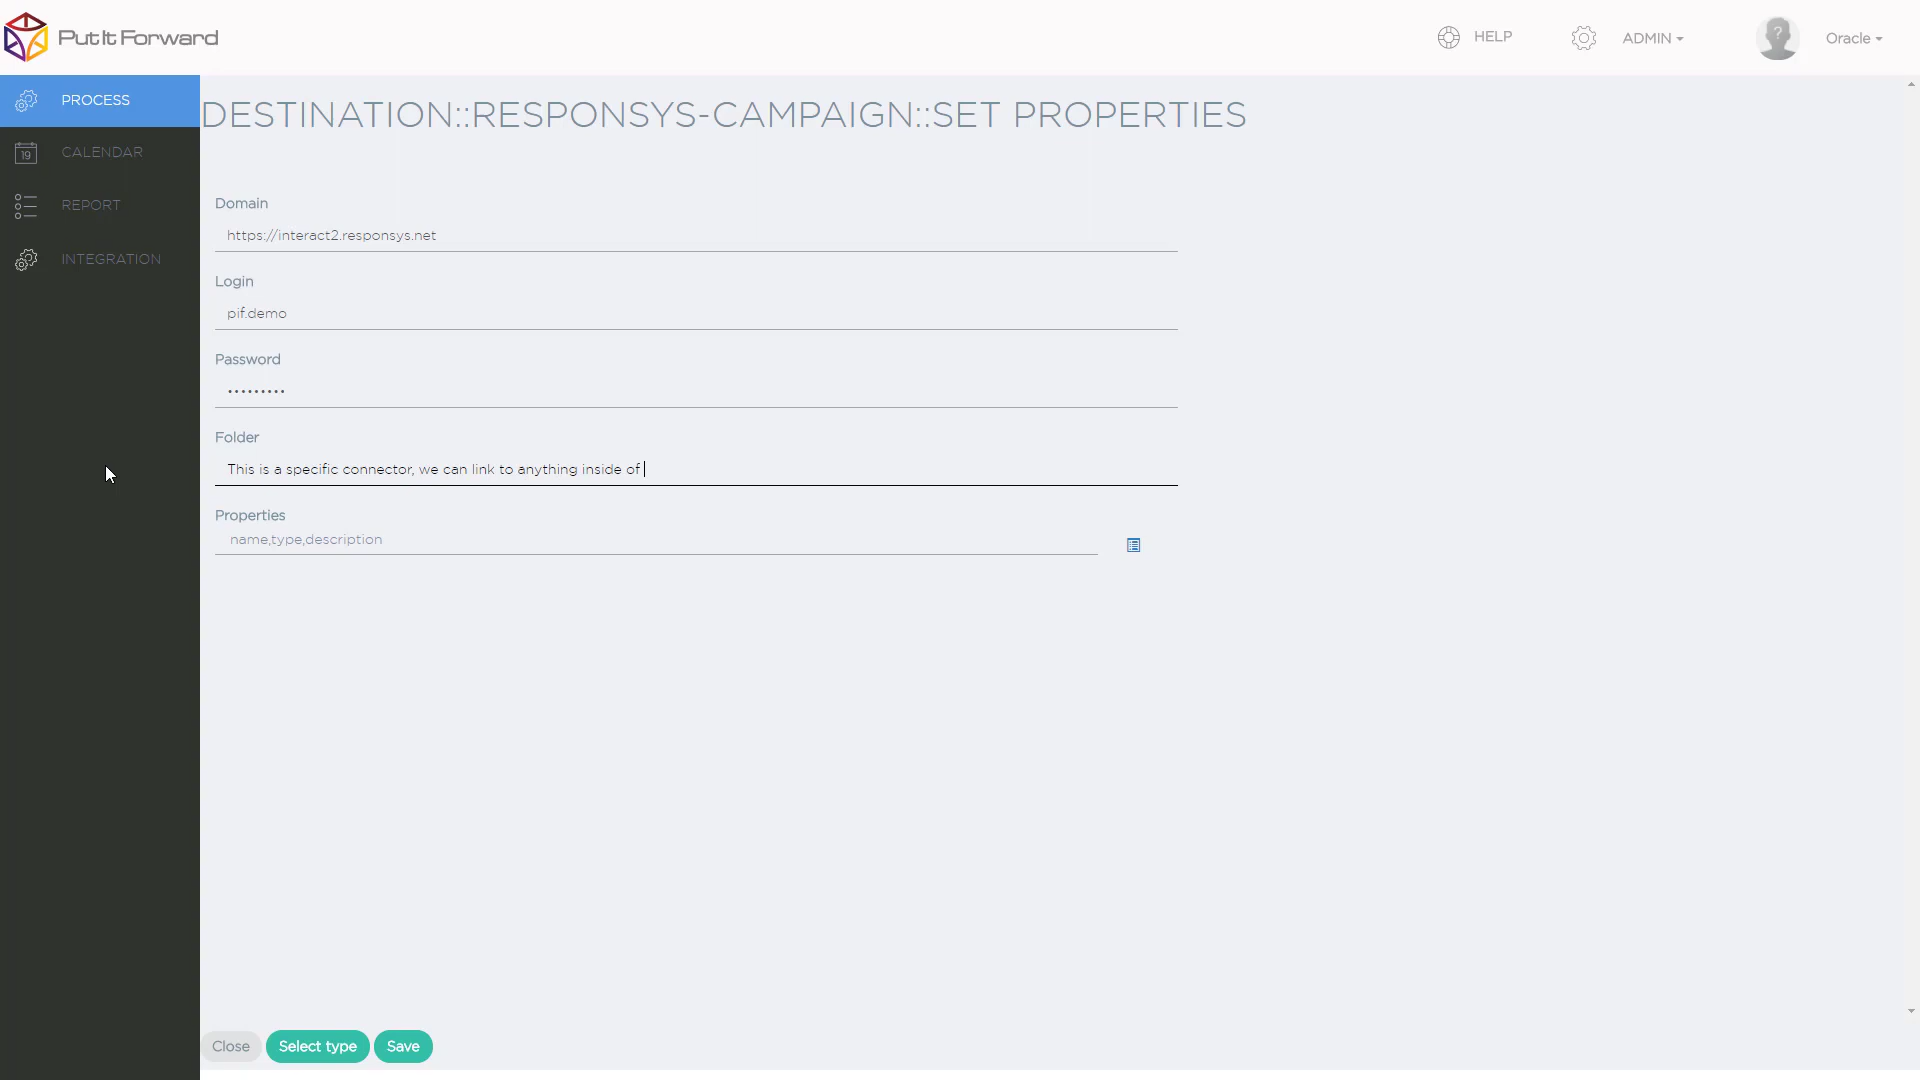 Put It Forward
HELP
ADMIN
Oracle
PROCESS
19
CALENDAR
REPORT
INTEGRATION
DESTINATION::RESPONSYS-CAMPAIGN::SET PROPERTIES
Domain
https://interact2.responsys.net
Login
pif.demo
Password
•••••••••
Folder
This is a specific connector, we can link to anything inside of
Properties
name,type,description
Close
Select type
Save